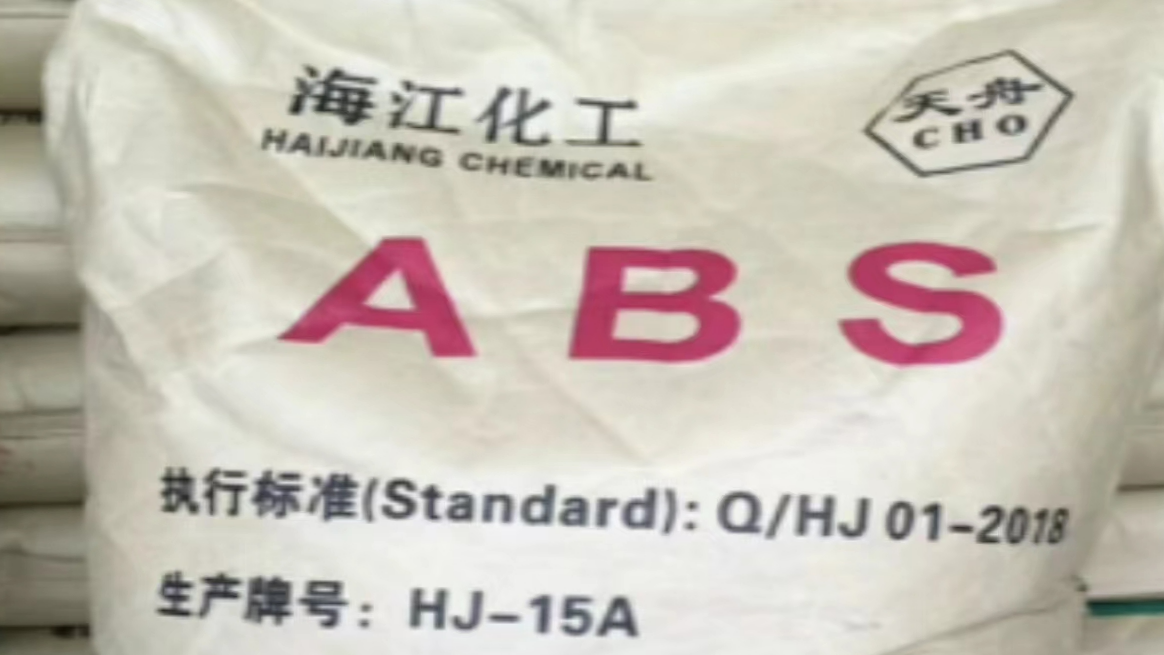 海江化工
HAIJIANG CHEMICAL
天舟
CHO
ABS
执行标准(Standard): Q/HJ 01-2018
生产牌号: HJ-15A